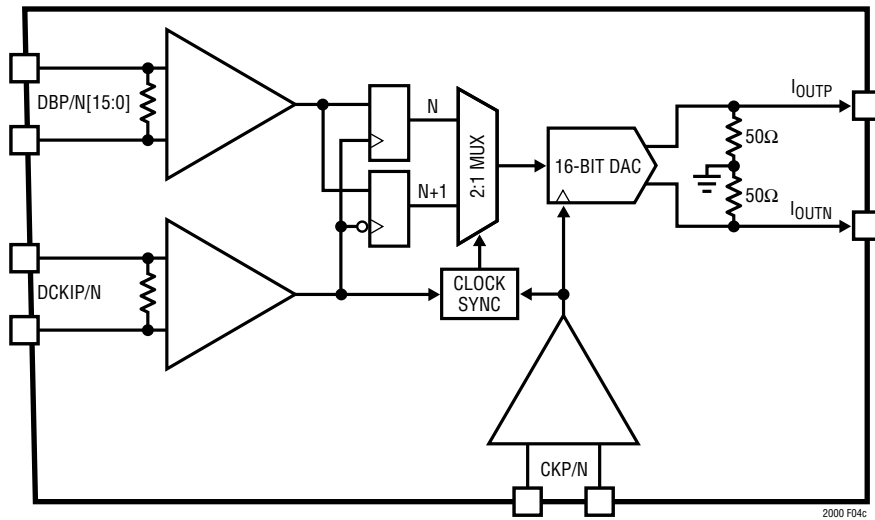 DBP/N[15:0]
N
N+1
2:1 MUX
16-BIT DAC
I_OUTP
50Ω
50Ω
I_OUTN
DCKIP/N
CLOCK
SYNC
CKP/N
2000 F04c